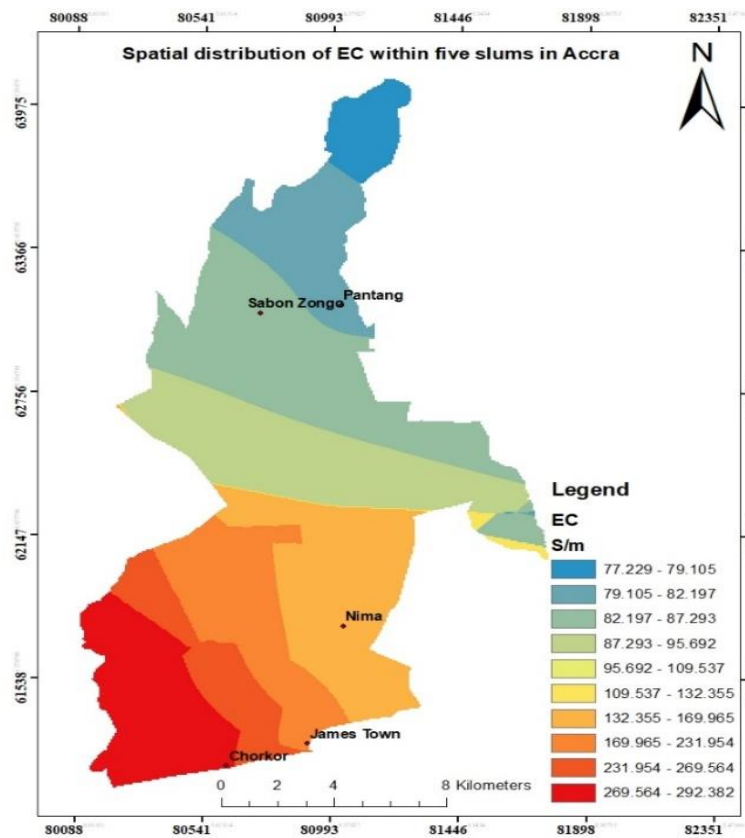 80088 80541 80993 81446 81898 82351
Spatial distribution of EC within five slums in Accra
N
63975
63366
62756
62147
61538
Pantang
Sabon Zongo
Nima
James Town
Chorkor
Legend
EC
S/m
77.229 - 79.105
79.105 - 82.197
82.197 - 87.293
87.293 - 95.692
95.692 - 109.537
109.537 - 132.355
132.355 - 169.965
169.965 - 231.954
231.954 - 269.564
269.564 - 292.382
0 2 4 8 Kilometers
80088 80541 80993 81446 81898 82351